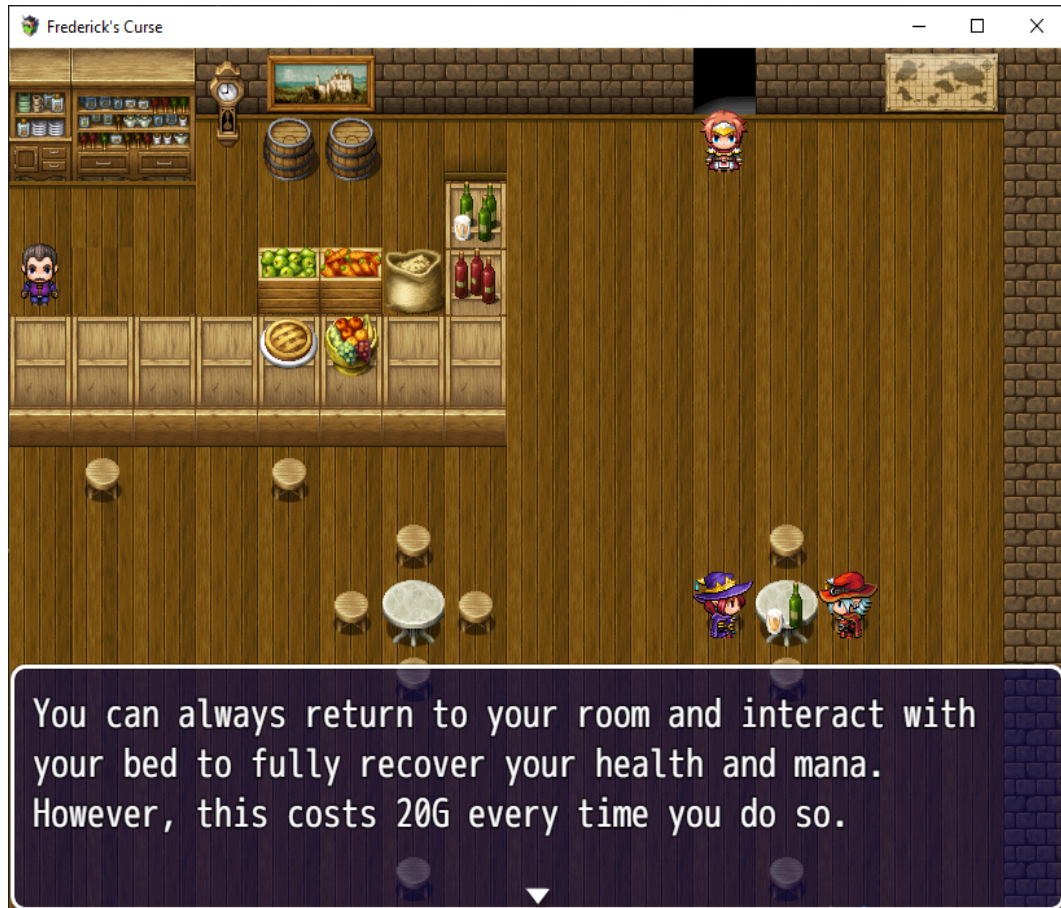 Frederick's Curse
You can always return to your room and interact with
your bed to fully recover your health and mana.
However, this costs 20G every time you do so.